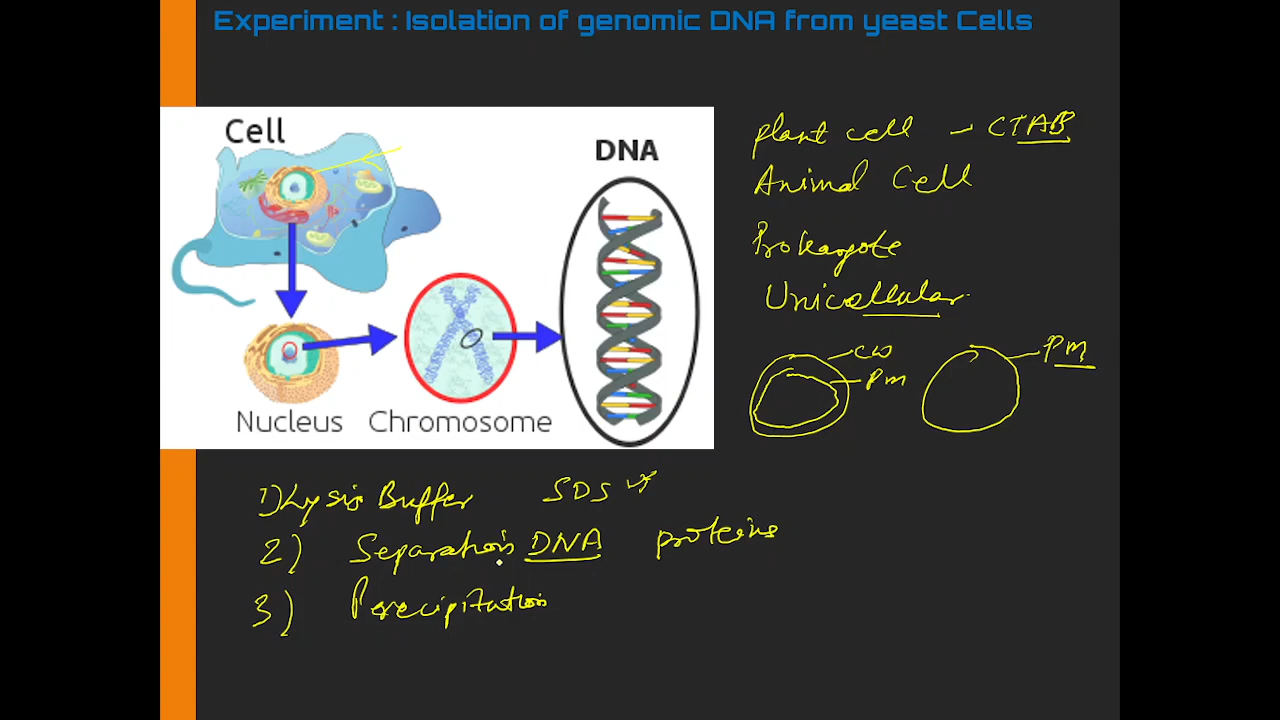 Experiment : Isolation of genomic DNA from yeast Cells
Cell
DNA
Nucleus
Chromosome
plant cell - CTAB
Animal Cell
Prokaryote
Unicellular
CW
PM
PM
1) Lysis Buffer SDS
2) Separation DNA proteins
3) Precipitation